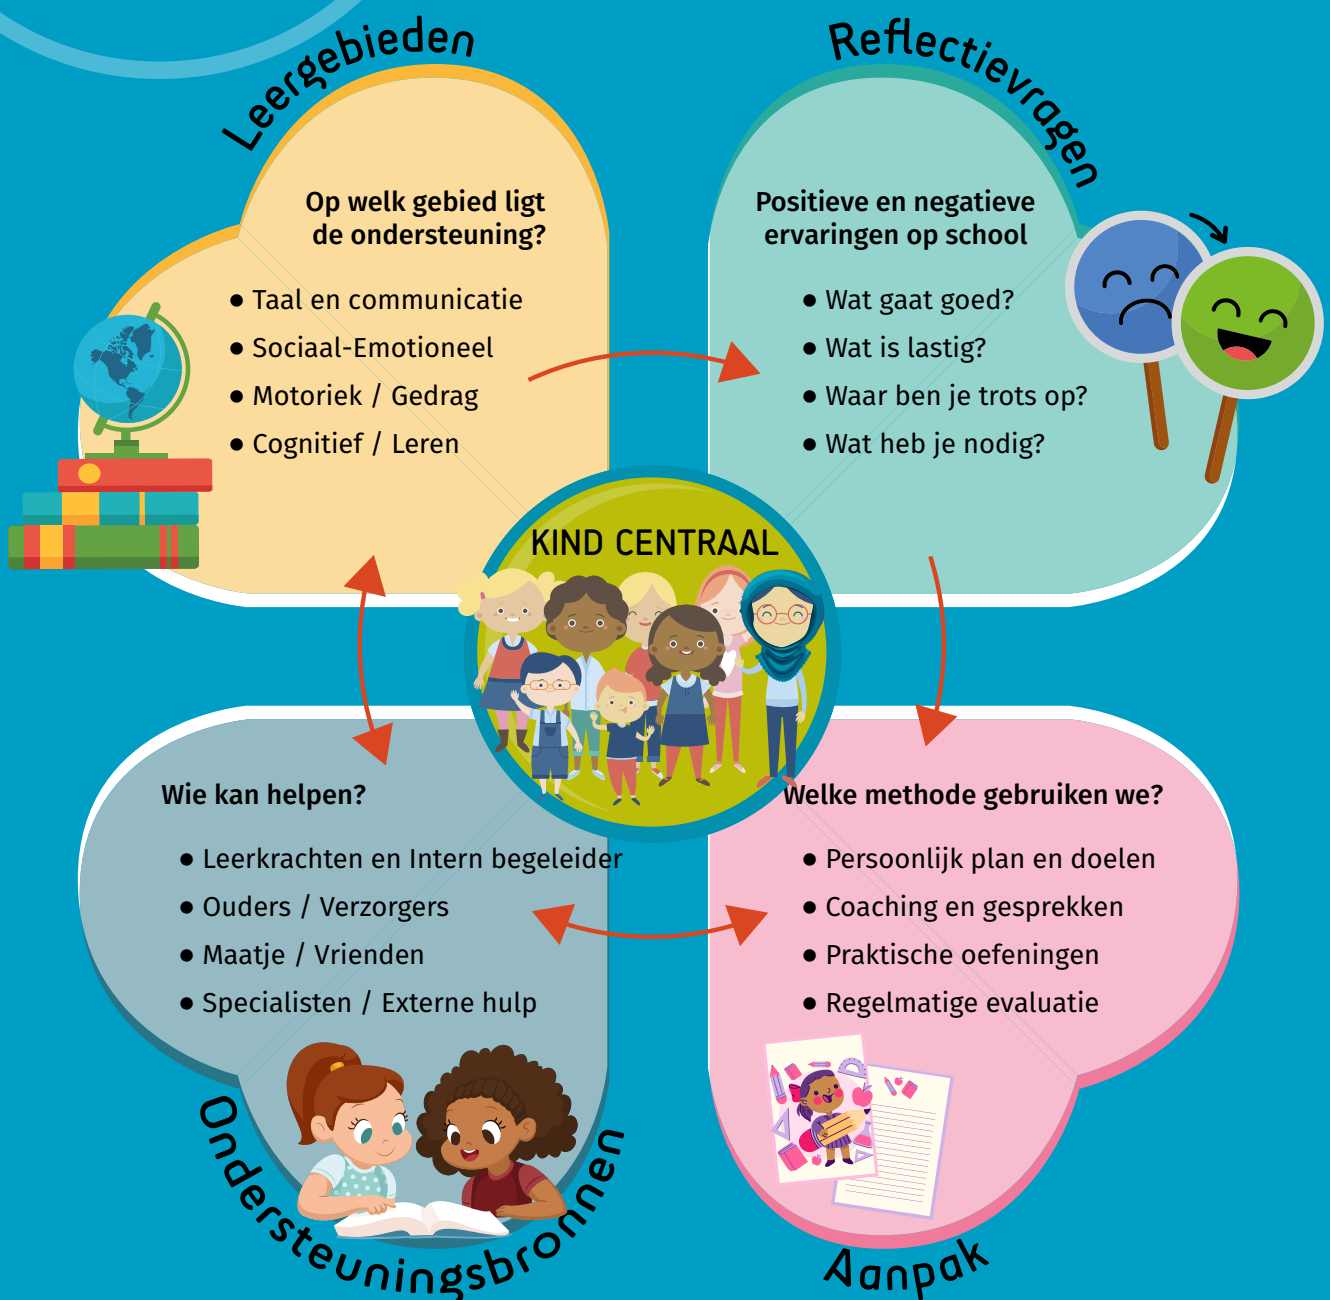 Leergebieden
Op welk gebied ligt
de ondersteuning?
● Taal en communicatie
● Sociaal-Emotioneel
● Motoriek / Gedrag
● Cognitief / Leren
Reflectievragen
Positieve en negatieve
ervaringen op school
● Wat gaat goed?
● Wat is lastig?
● Waar ben je trots op?
● Wat heb je nodig?
KIND CENTRAAL
Wie kan helpen?
● Leerkrachten en Intern begeleider
● Ouders / Verzorgers
● Maatje / Vrienden
● Specialisten / Externe hulp
Ondersteuningsbronnen
Welke methode gebruiken we?
● Persoonlijk plan en doelen
● Coaching en gesprekken
● Praktische oefeningen
● Regelmatige evaluatie
Aanpak